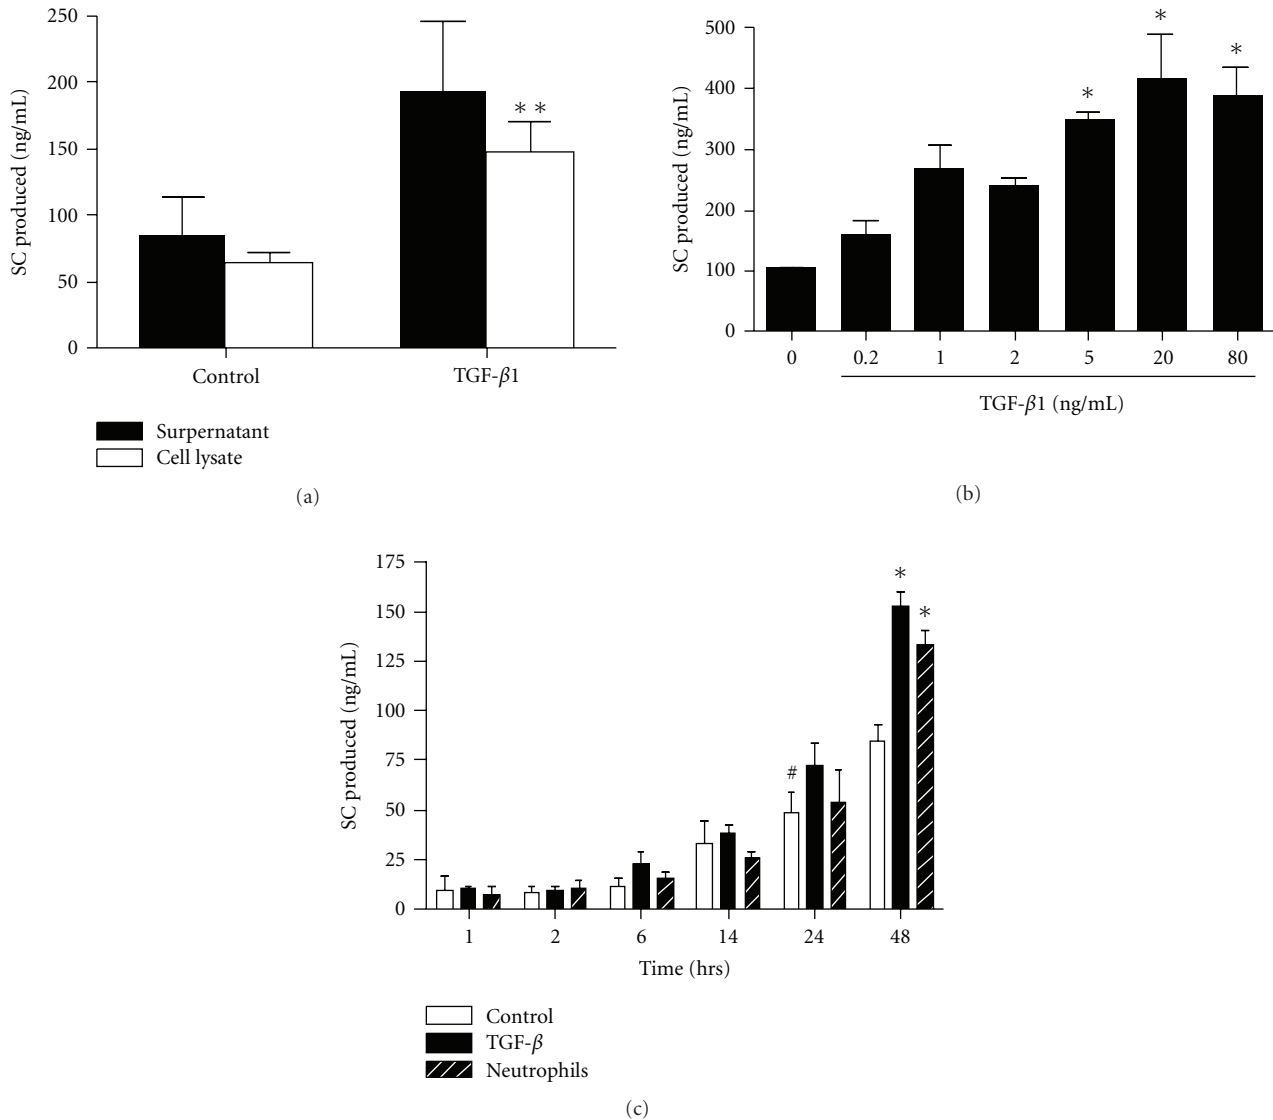 250
200
150
100
50
0
SC produced (ng/mL)
∗∗
Control
TGF-β1
Surpernatant
Cell lysate
(a)
500
400
300
200
100
0
SC produced (ng/mL)
∗
∗
∗
0 0.2 1 2 5 20 80
TGF-β1 (ng/mL)
(b)
175
150
125
100
75
50
25
0
SC produced (ng/mL)
#
∗
∗
1 2 6 14 24 48
Time (hrs)
Control
TGF-β
Neutrophils
(c)